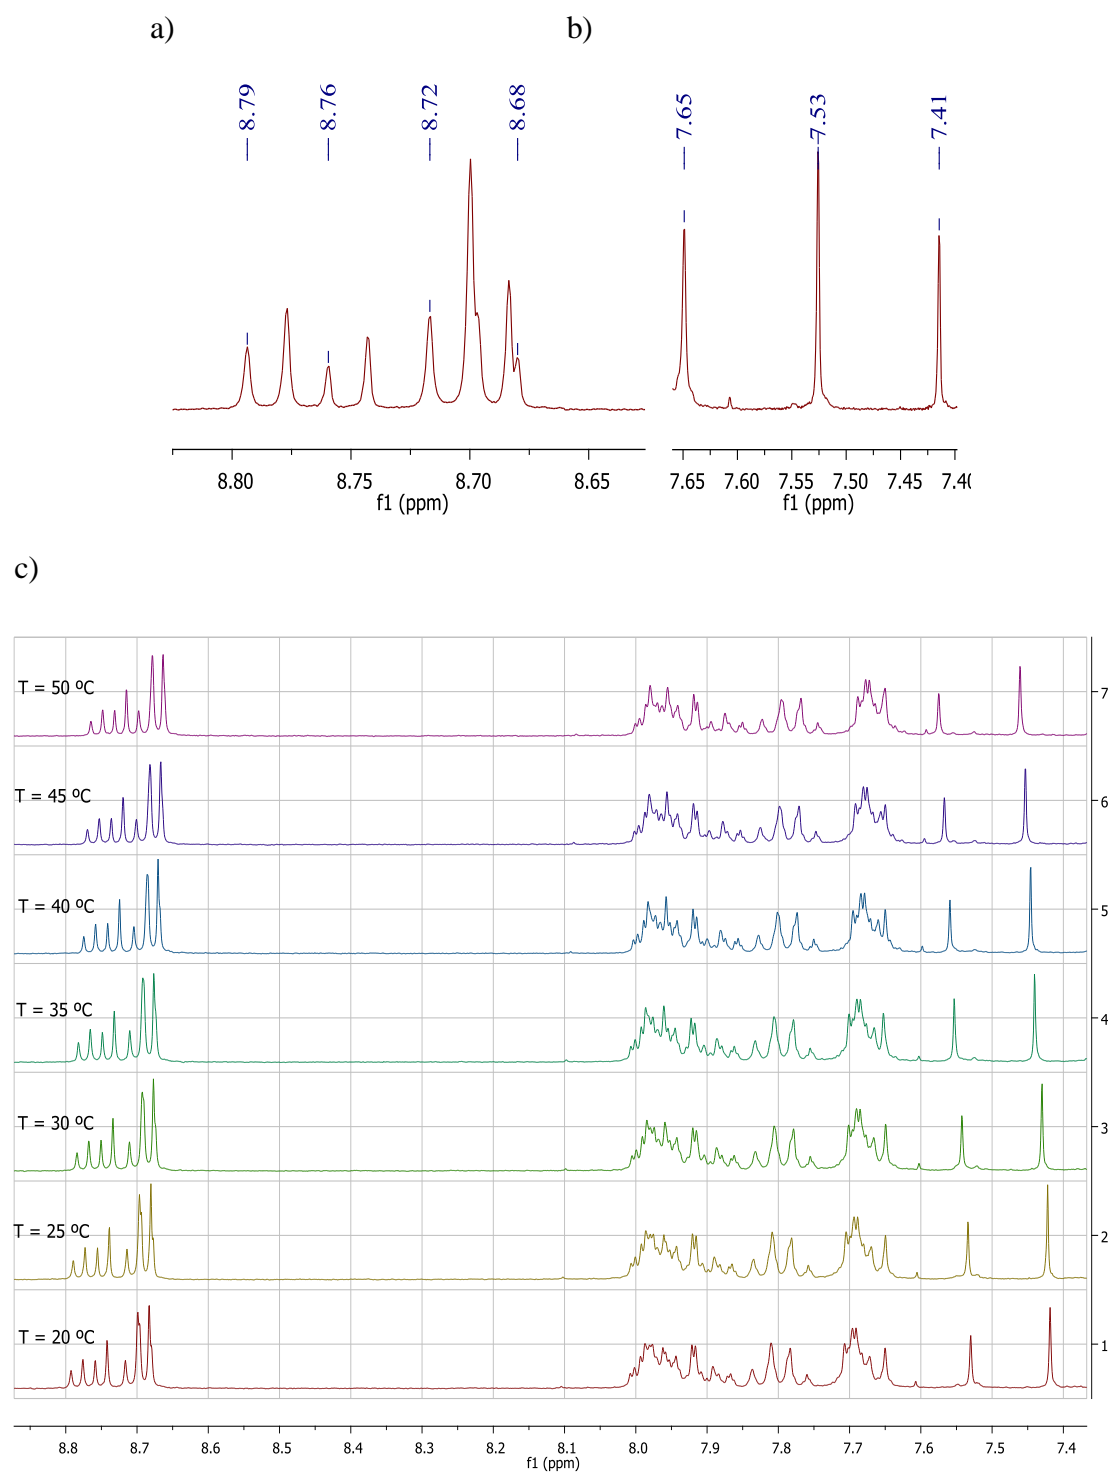 a)
b)
8.79
8.76
8.72
8.68
7.65
7.53
7.41
8.80
8.75
8.70
8.65
f1 (ppm)
7.65
7.60
7.55
7.50
7.45
7.40
f1 (ppm)
c)
T = 50 ºC
7
T = 45 ºC
6
T = 40 ºC
5
T = 35 ºC
4
T = 30 ºC
3
T = 25 ºC
2
T = 20 ºC
1
8.8 8.7 8.6 8.5 8.4 8.3 8.2 8.1 8.0 7.9 7.8 7.7 7.6 7.5 7.4
f1 (ppm)